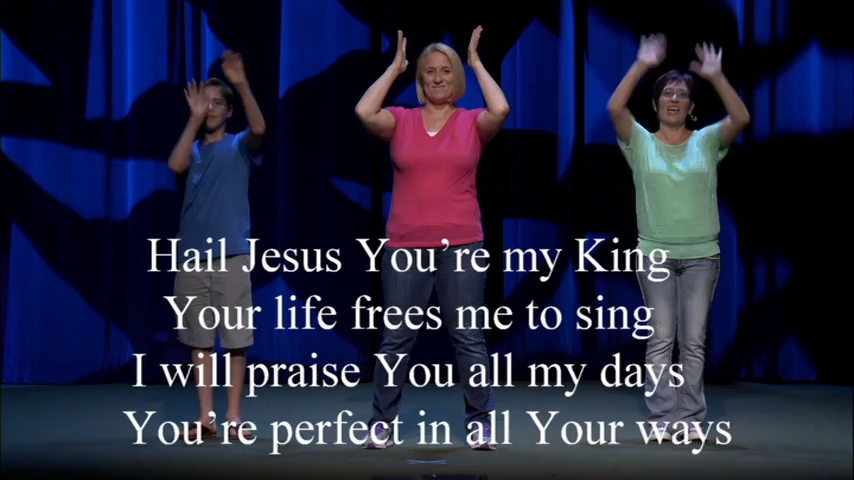 Hail Jesus You’re my King
Your life frees me to sing
I will praise You all my days
You’re perfect in all Your ways